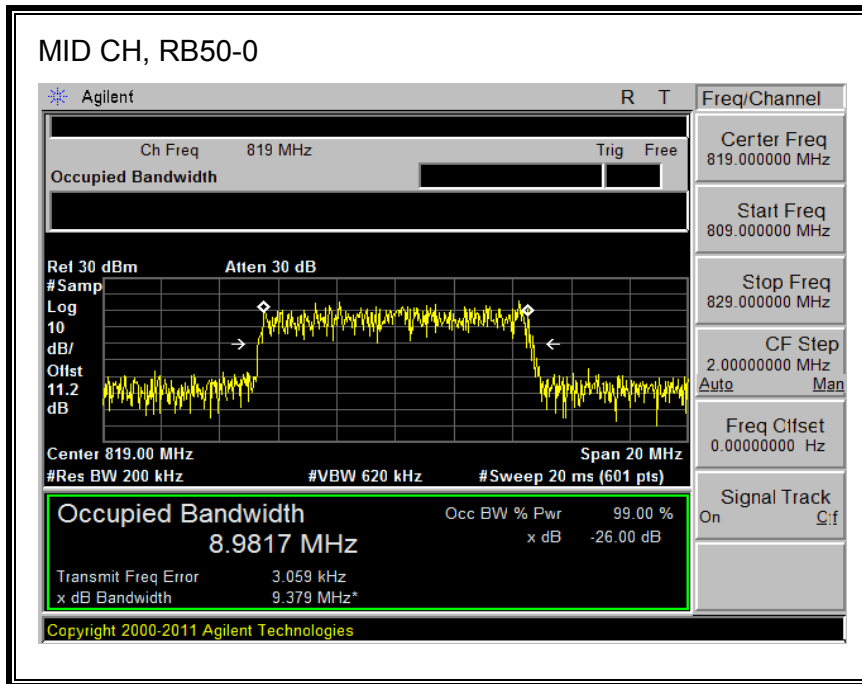 MID CH, RB50-0
Agilent R T Freq/Channel
Ch Freq 819 MHz Trig Free
Occupied Bandwidth
Center Freq
819.000000 MHz
Start Freq
809.000000 MHz
Stop Freq
829.000000 MHz
CF Step
2.00000000 MHz
Auto Man
Freq Offset
0.00000000 Hz
Signal Track
On Off
Ref 30 dBm Atten 30 dB
#Samp
Log
10
dB/
Offst
11.2
dB
Center 819.00 MHz Span 20 MHz
#Res BW 200 kHz #VBW 620 kHz #Sweep 20 ms (601 pts)
Occupied Bandwidth Occ BW % Pwr 99.00 %
8.9817 MHz x dB -26.00 dB
Transmit Freq Error 3.059 kHz
x dB Bandwidth 9.379 MHz*
Copyright 2000-2011 Agilent Technologies